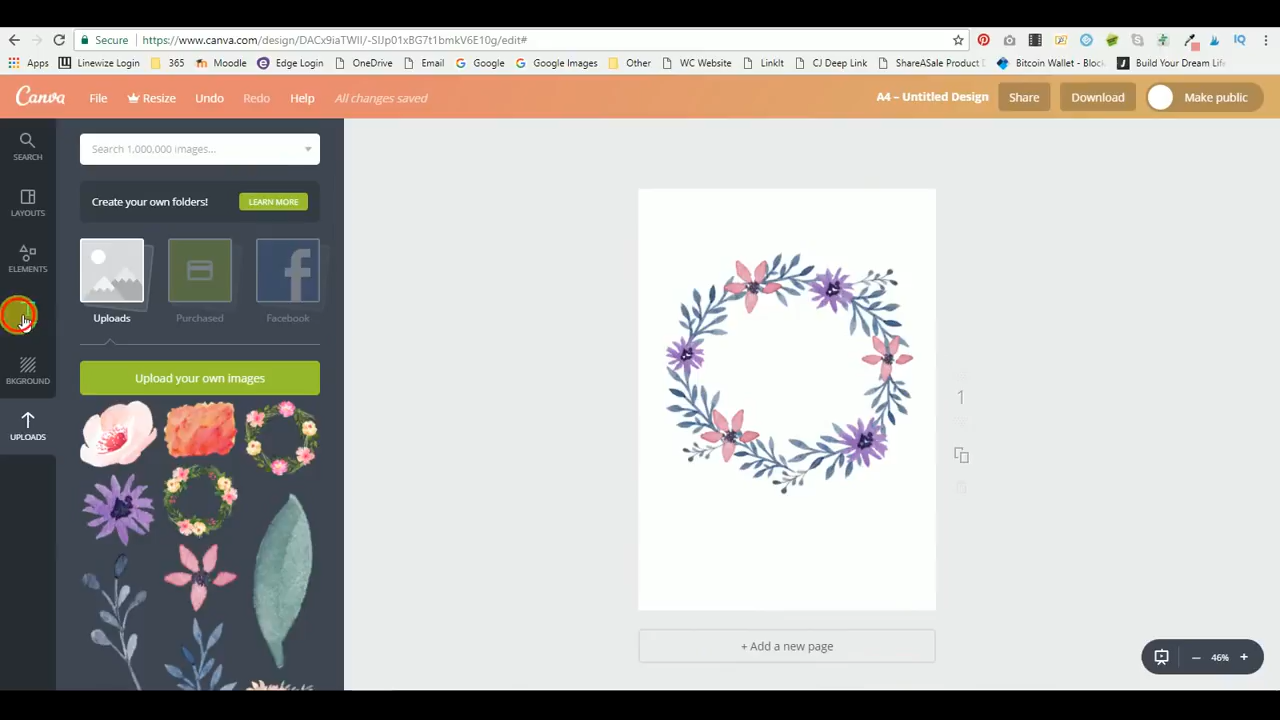 Secure https://www.canva.com/design/DACx9iaTWlI/-SIJp01xBG7t1bmkV6E10g/edit#
Apps Linewize Login 365 Moodle Edge Login OneDrive Email Google Google Images Other WC Website LinkIt CJ Deep Link ShareASale Product D Bitcoin Wallet - Block Build Your Dream Life
Canva File Resize Undo Redo Help All changes saved A4 – Untitled Design Share Download Make public
SEARCH
LAYOUTS
ELEMENTS
BKGROUND
UPLOADS
Search 1,000,000 images...
Create your own folders! LEARN MORE
Uploads Purchased Facebook
Upload your own images
1
+ Add a new page
46%